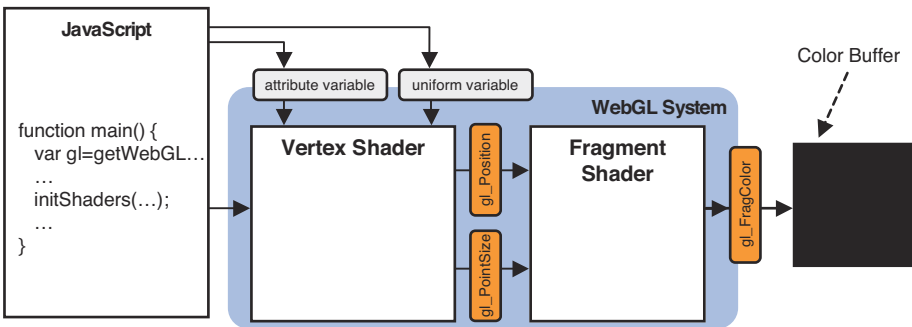 JavaScript
function main() {
var gl=getWebGL…
…
initShaders(…);
…
}
attribute variable
uniform variable
WebGL System
Vertex Shader
gl_Position
gl_PointSize
Fragment
Shader
gl_FragColor
Color Buffer